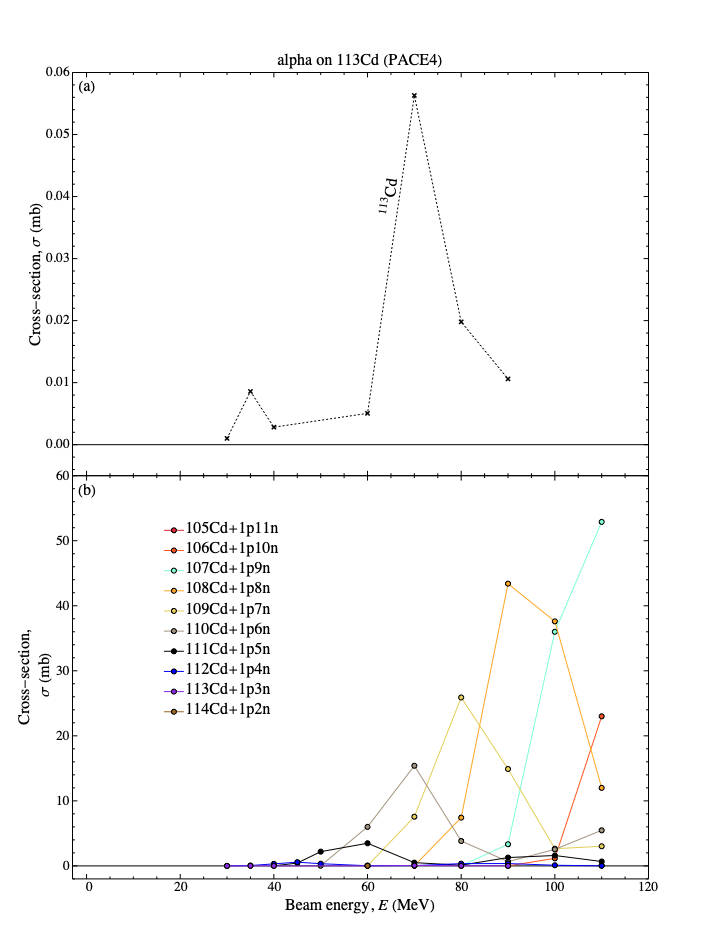 alpha on 113Cd (PACE4)
(a)
0.06
0.05
0.04
0.03
0.02
0.01
0.00
Cross−section, σ (mb)
¹¹³Cd
(b)
60
50
40
30
20
10
0
Cross−section,
σ (mb)
105Cd+1p11n
106Cd+1p10n
107Cd+1p9n
108Cd+1p8n
109Cd+1p7n
110Cd+1p6n
111Cd+1p5n
112Cd+1p4n
113Cd+1p3n
114Cd+1p2n
0 20 40 60 80 100 120
Beam energy, E (MeV)